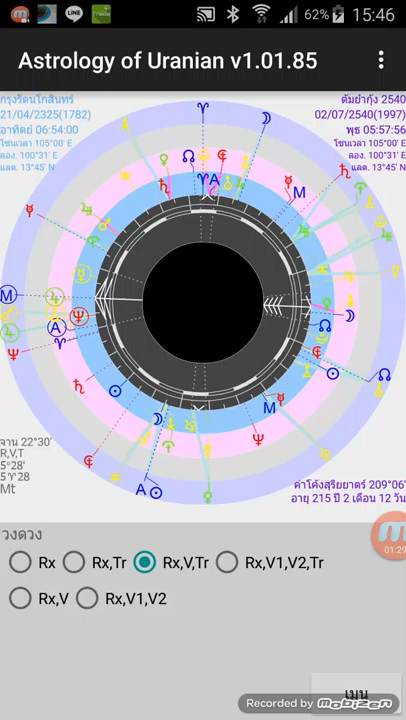 62% 15:46
Astrology of Uranian v1.01.85
กรุงรัตนโกสินทร์
21/04/2325(1782)
อาทิตย์ 06:54:00
โซนเวลา 105°00' E
ลอง. 100°31' E
แลต. 13°45' N
ต้มยำกุ้ง 2540
02/07/2540(1997)
พุธ 05:57:56
โซนเวลา 105°00' E
ลอง. 100°31' E
แลต. 13°45' N
จาน 22°30'
R,V,T
5°28'
5♈28'
Mt
ค่าโค้งสุริยยาตร์ 209°06'
อายุ 215 ปี 2 เดือน 12 วัน
01:29
วงดวง
Rx Rx,Tr Rx,V,Tr Rx,V1,V2,Tr
Rx,V Rx,V1,V2
เมนู
Recorded by Mobizen